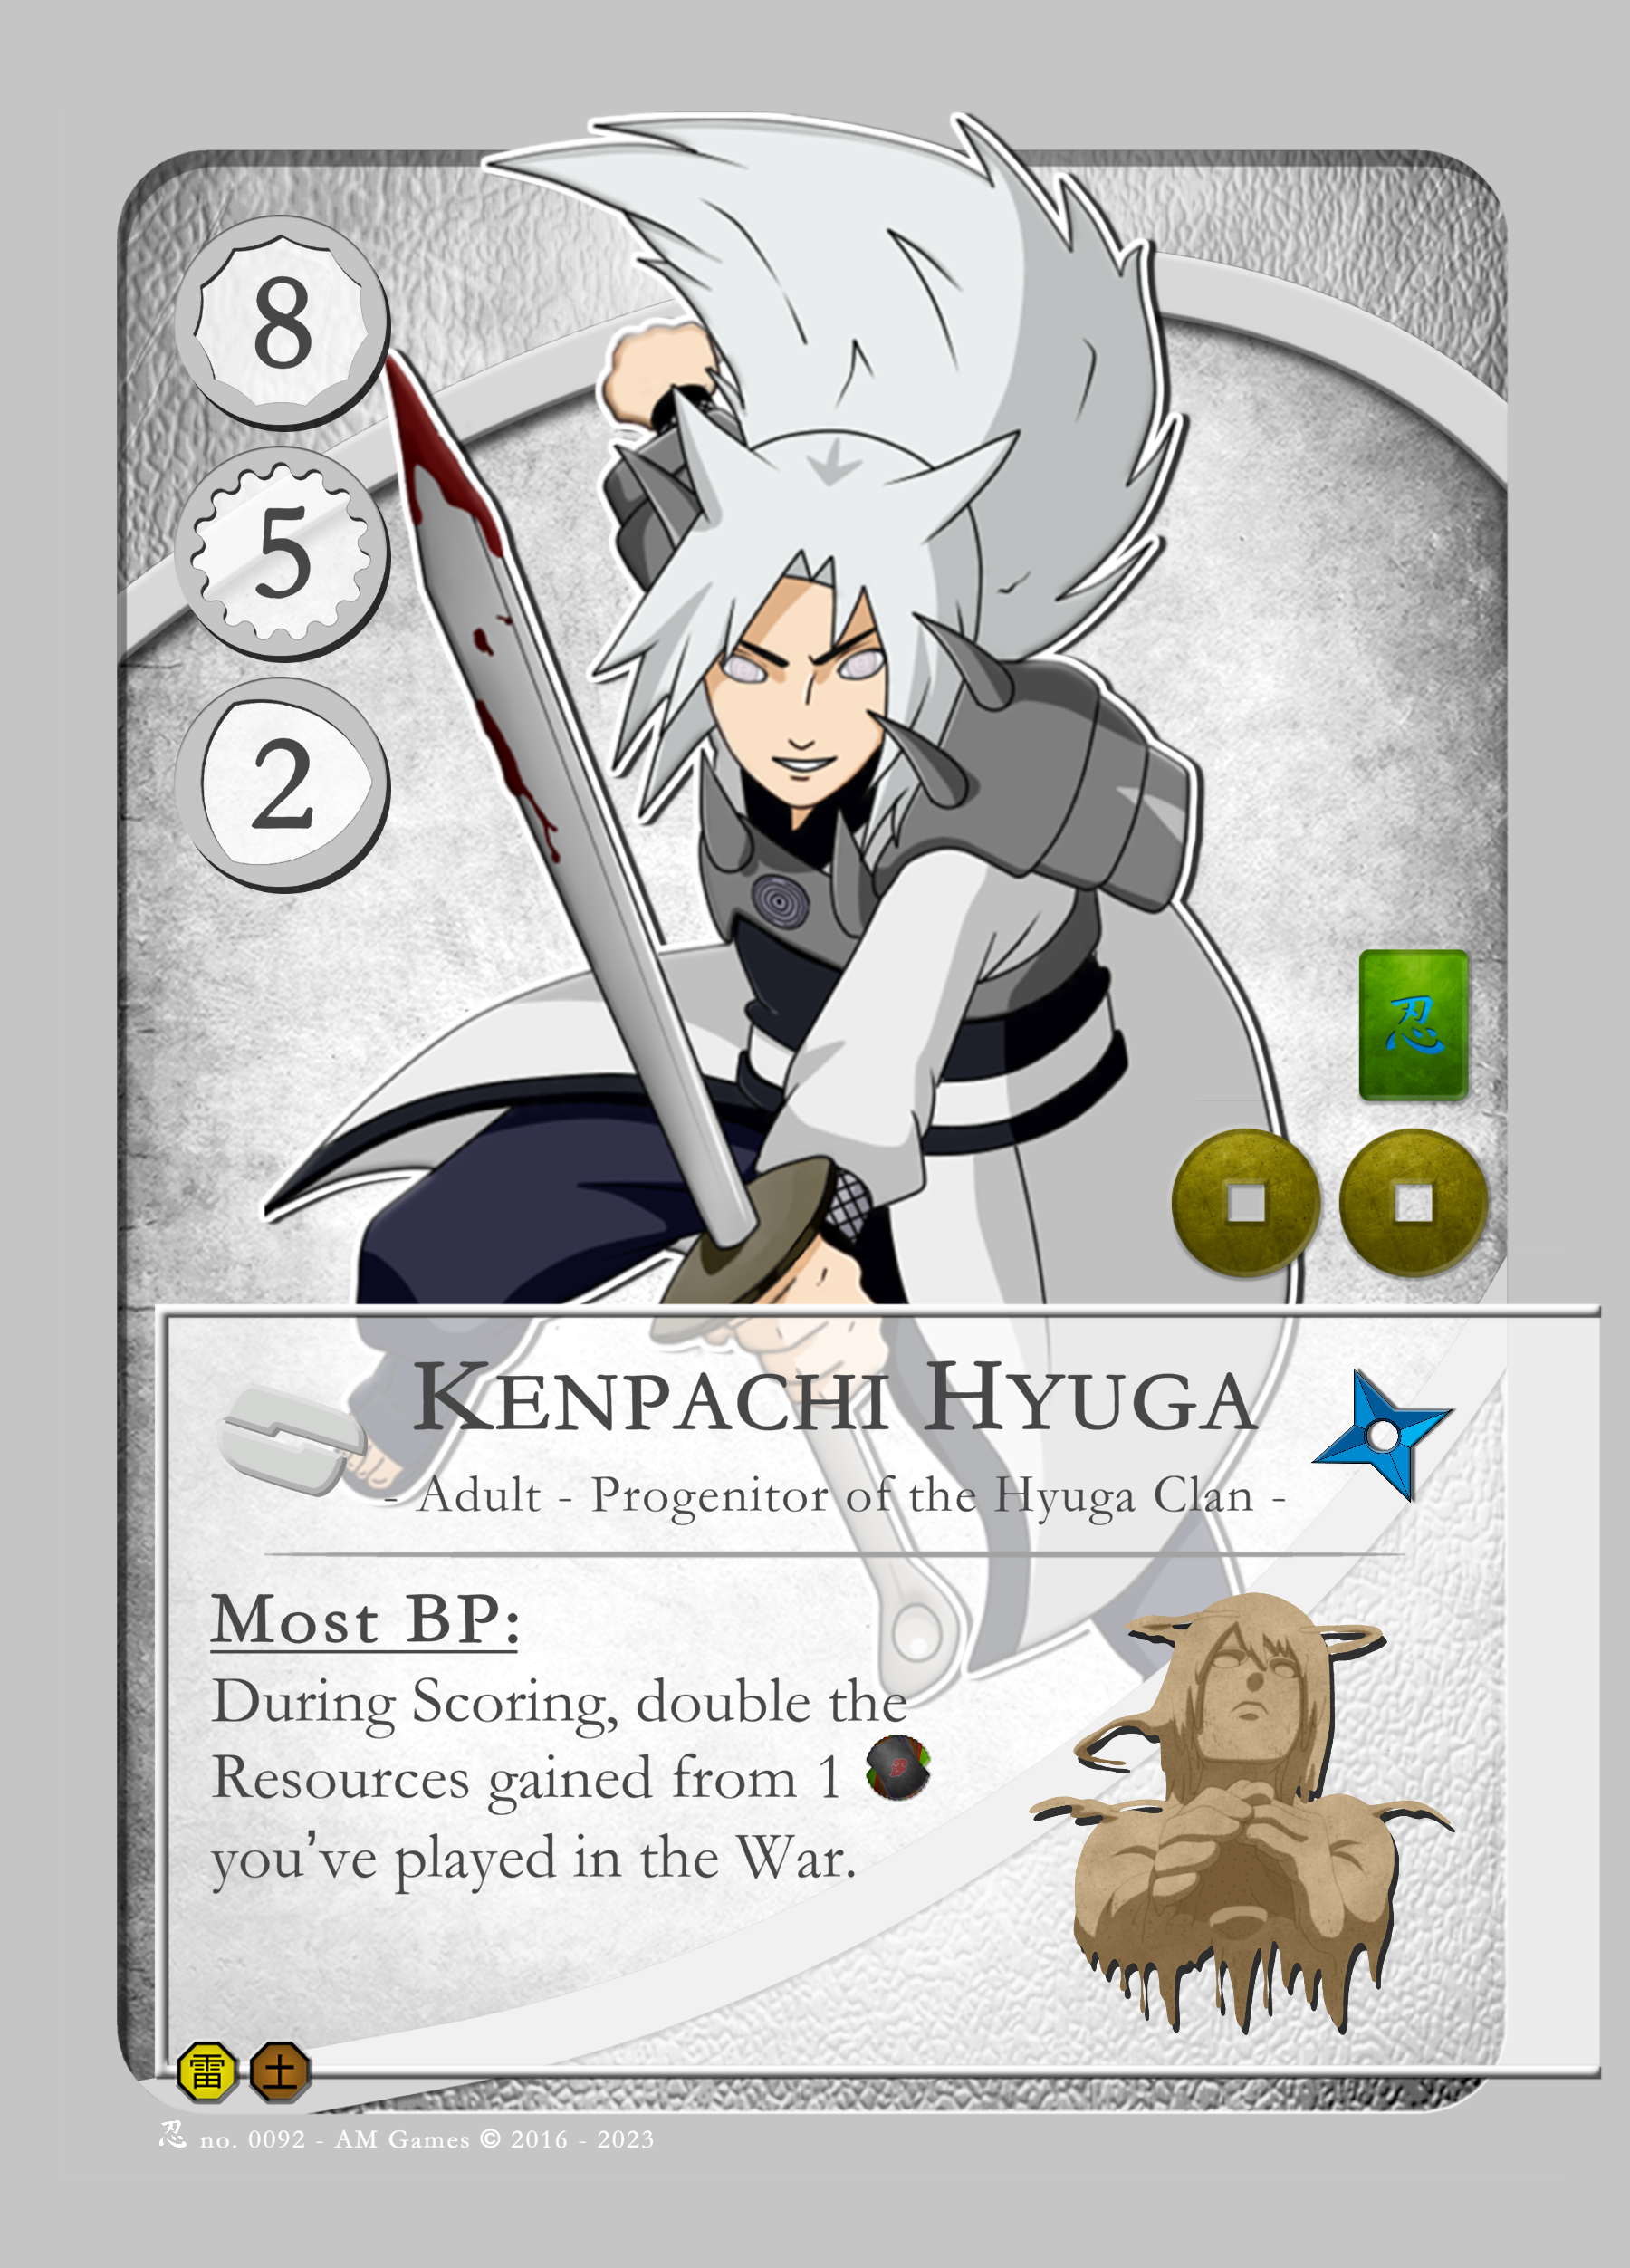 8
5
2
忍
KENPACHI HYUGA
- Adult - Progenitor of the Hyuga Clan -
Most BP:
During Scoring, double the
Resources gained from 1
you've played in the War.
雷 土
忍 no. 0092 - AM Games © 2016 - 2023